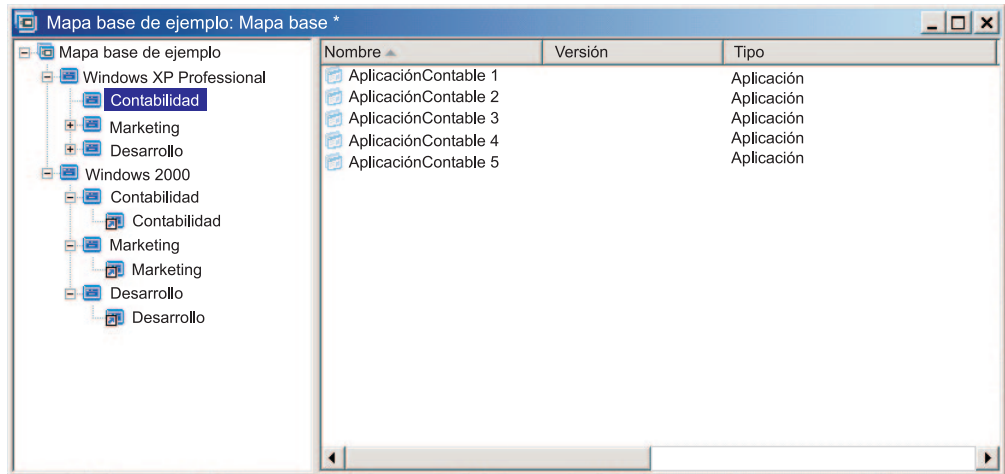 Mapa base de ejemplo: Mapa base *
Mapa base de ejemplo
Windows XP Professional
Contabilidad
Marketing
Desarrollo
Windows 2000
Contabilidad
Contabilidad
Marketing
Marketing
Desarrollo
Desarrollo
Nombre Versión Tipo
AplicaciónContable 1 Aplicación
AplicaciónContable 2 Aplicación
AplicaciónContable 3 Aplicación
AplicaciónContable 4 Aplicación
AplicaciónContable 5 Aplicación